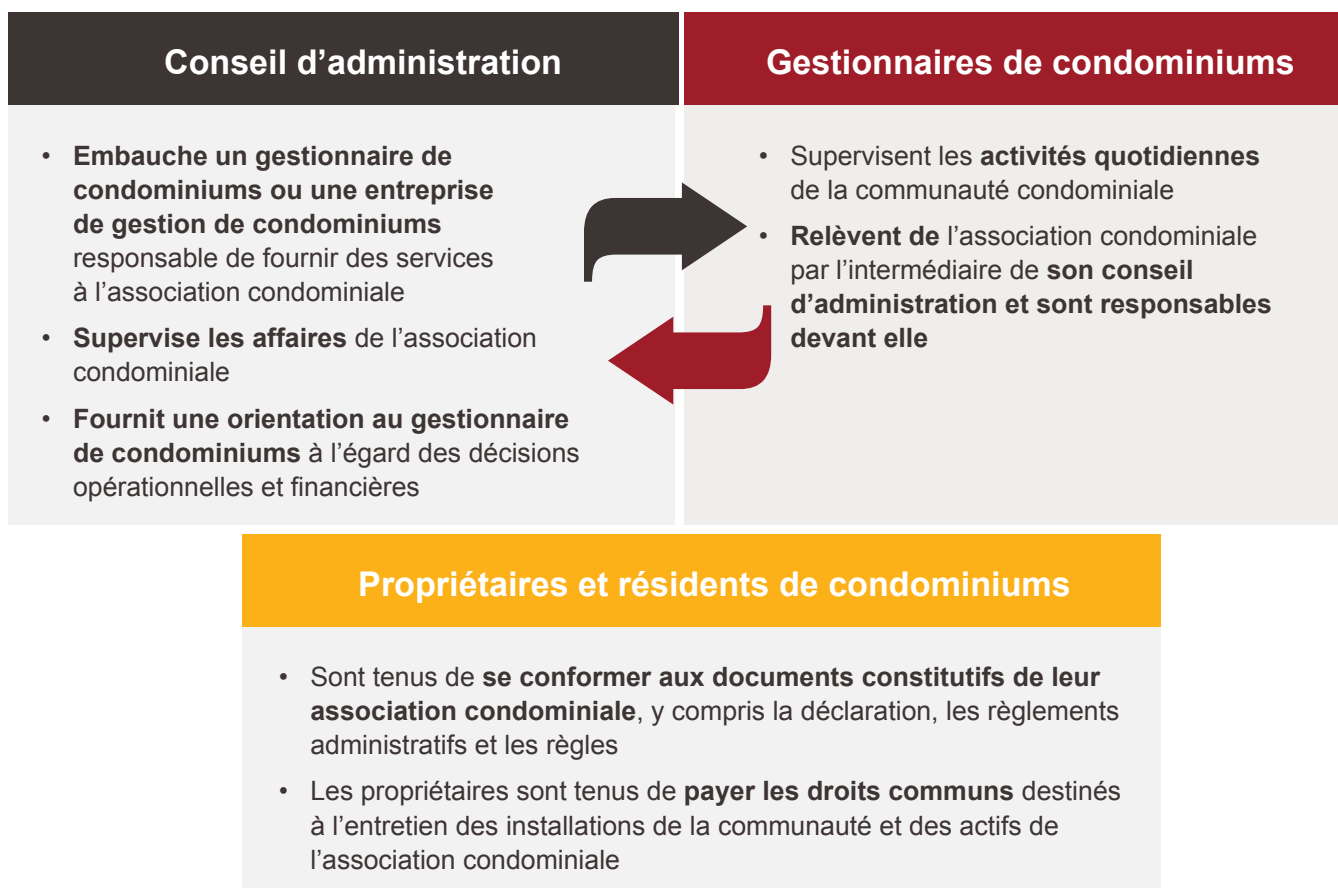 Conseil d’administration
• Embauche un gestionnaire de
condominiums ou une entreprise
de gestion de condominiums
responsable de fournir des services
à l’association condominiale
• Supervise les affaires de l’association
condominiale
• Fournit une orientation au gestionnaire
de condominiums à l’égard des décisions
opérationnelles et financières
Gestionnaires de condominiums
• Supervisent les activités quotidiennes
de la communauté condominiale
• Relèvent de l’association condominiale
par l’intermédiaire de son conseil
d’administration et sont responsables
devant elle
Propriétaires et résidents de condominiums
• Sont tenus de se conformer aux documents constitutifs de leur
association condominiale, y compris la déclaration, les règlements
administratifs et les règles
• Les propriétaires sont tenus de payer les droits communs destinés
à l’entretien des installations de la communauté et des actifs de
l’association condominiale